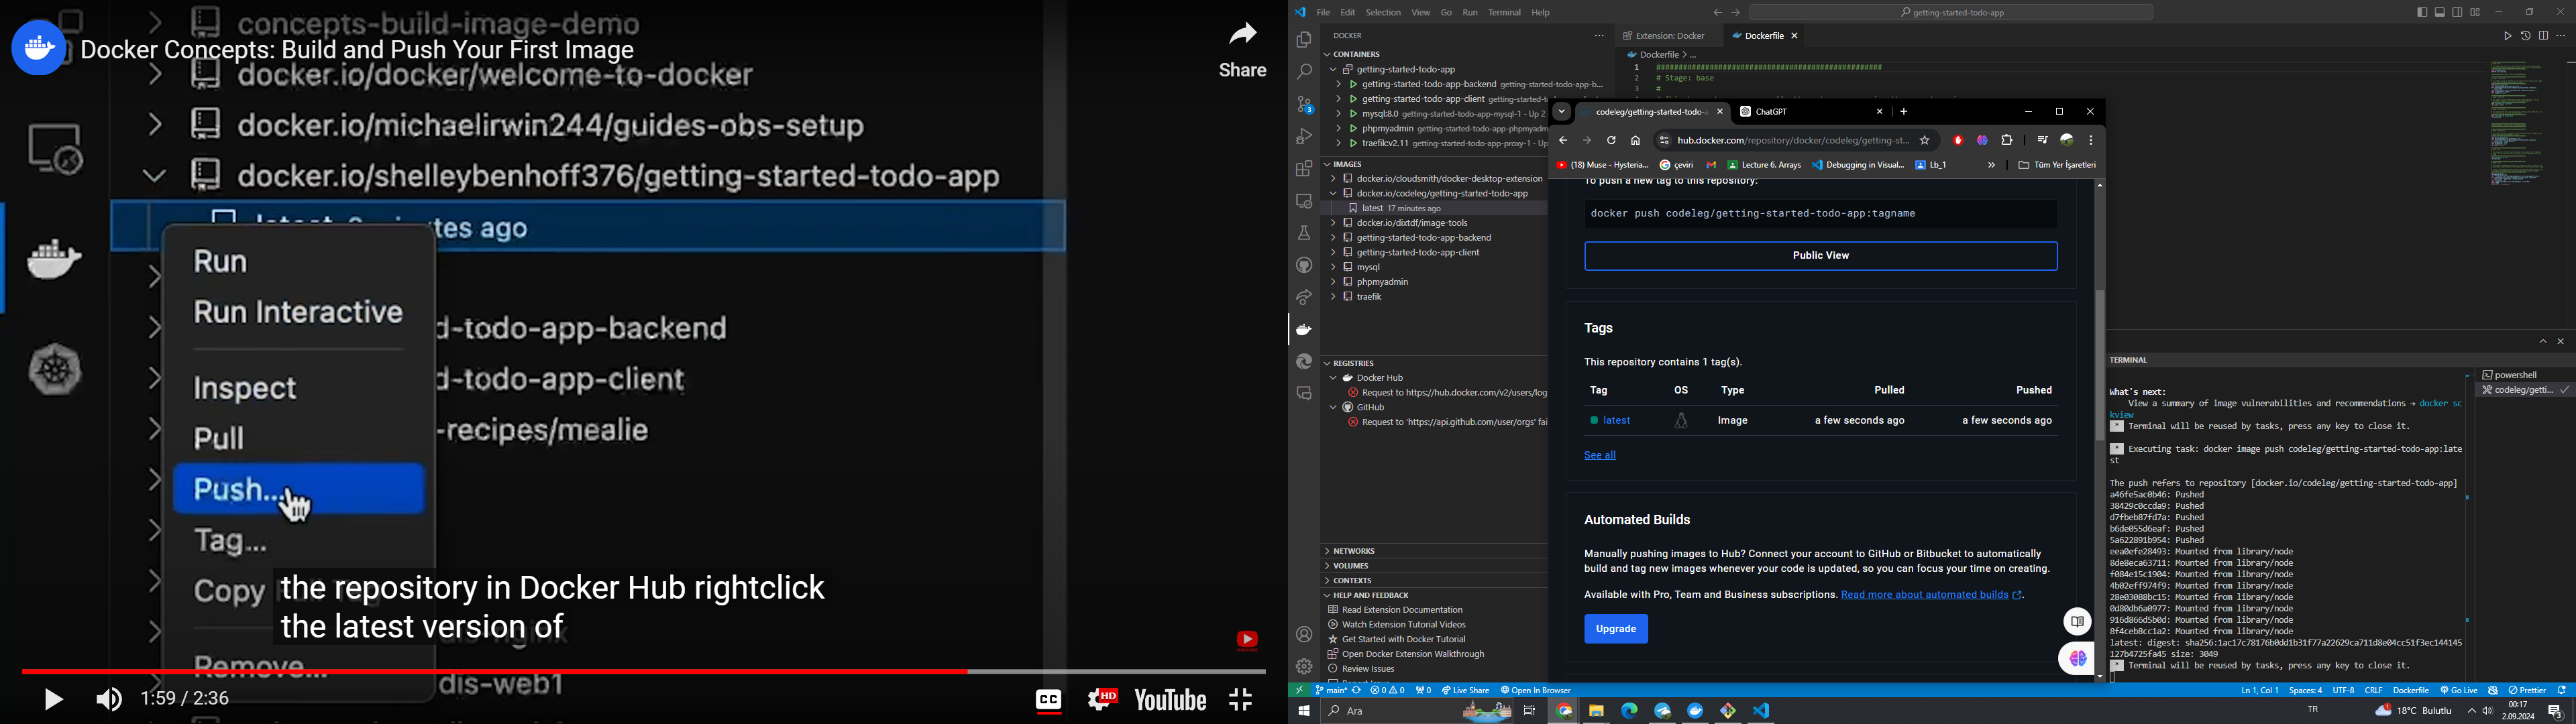 concepts-build-image-demo
Docker Concepts: Build and Push Your First Image
Share
docker.io/docker/welcome-to-docker
docker.io/michaelirwin244/guides-obs-setup
docker.io/shelleybenhoff376/getting-started-todo-app
tes ago
Run
Run Interactive
d-todo-app-backend
Inspect
d-todo-app-client
Pull
-recipes/mealie
Push...
Tag...
Copy
the repository in Docker Hub rightclick
the latest version of
Remove...
dis-web1
1:59 / 2:36
CC
HD
YouTube
File Edit Selection View Go Run Terminal Help
getting-started-todo-app
DOCKER
Extension: Docker
Dockerfile
CONTAINERS
Dockerfile > ...
getting-started-todo-app
1 ##################################################
getting-started-todo-app-backend getting-started-todo-app-b...
2 # Stage: base
getting-started-todo-app-client getting-started-t
3 #
mysql:8.0 getting-started-todo-app-mysql-1 - Up 2
phpmyadmin getting-started-todo-app-phpmyadm
traefik:v2.11 getting-started-todo-app-proxy-1 - Up
IMAGES
docker.io/cloudsmith/docker-desktop-extension
docker.io/codeleg/getting-started-todo-app
latest 17 minutes ago
docker.io/dixtdf/image-tools
getting-started-todo-app-backend
getting-started-todo-app-client
mysql
phpmyadmin
traefik
REGISTRIES
Docker Hub
Request to https://hub.docker.com/v2/users/log
GitHub
Request to 'https://api.github.com/user/orgs' fai
NETWORKS
VOLUMES
CONTEXTS
HELP AND FEEDBACK
Read Extension Documentation
Watch Extension Tutorial Videos
Get Started with Docker Tutorial
Open Docker Extension Walkthrough
Review Issues
codeleg/getting-started-todo-
ChatGPT
hub.docker.com/repository/docker/codeleg/getting-st...
(18) Muse - Hysteria...
çeviri
Lecture 6. Arrays
Debugging in Visual...
Lb_1
Tüm Yer İşaretleri
To push a new tag to this repository:
docker push codeleg/getting-started-todo-app:tagname
Public View
Tags
This repository contains 1 tag(s).
Tag OS Type Pulled Pushed
latest Image a few seconds ago a few seconds ago
See all
Automated Builds
Manually pushing images to Hub? Connect your account to GitHub or Bitbucket to automatically
build and tag new images whenever your code is updated, so you can focus your time on creating.
Available with Pro, Team and Business subscriptions. Read more about automated builds.
Upgrade
TERMINAL
powershell
codeleg/getti...
What's next:
View a summary of image vulnerabilities and recommendations → docker sc
kview
* Terminal will be reused by tasks, press any key to close it.
* Executing task: docker image push codeleg/getting-started-todo-app:late
st
The push refers to repository [docker.io/codeleg/getting-started-todo-app]
a46fe5ac0b46: Pushed
38429c0ccda9: Pushed
d7fbeb87fd7a: Pushed
b6de055d6eaf: Pushed
5a622891b954: Pushed
eea0efe28493: Mounted from library/node
8de8eca63711: Mounted from library/node
f084e15c1904: Mounted from library/node
4b02eff974f9: Mounted from library/node
28e03088bc15: Mounted from library/node
0d80db6a0977: Mounted from library/node
916d866d5b0d: Mounted from library/node
8f4ceb8cc1a2: Mounted from library/node
latest: digest: sha256:1ac17c78176b0dd1b31f77a22629ca711d8e04cc51f3ec144145
127b4725fa45 size: 3049
* Terminal will be reused by tasks, press any key to close it.
main* 0 0 0 Live Share Open In Browser
Ln 1, Col 1 Spaces: 4 UTF-8 CRLF Dockerfile Go Live Prettier
Ara
TR
18°C Bulutlu
00:17
2.09.2024